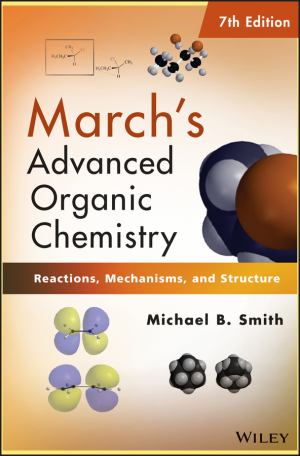 7th Edition
March's
Advanced
Organic
Chemistry
Reactions, Mechanisms, and Structure
Michael B. Smith
WILEY